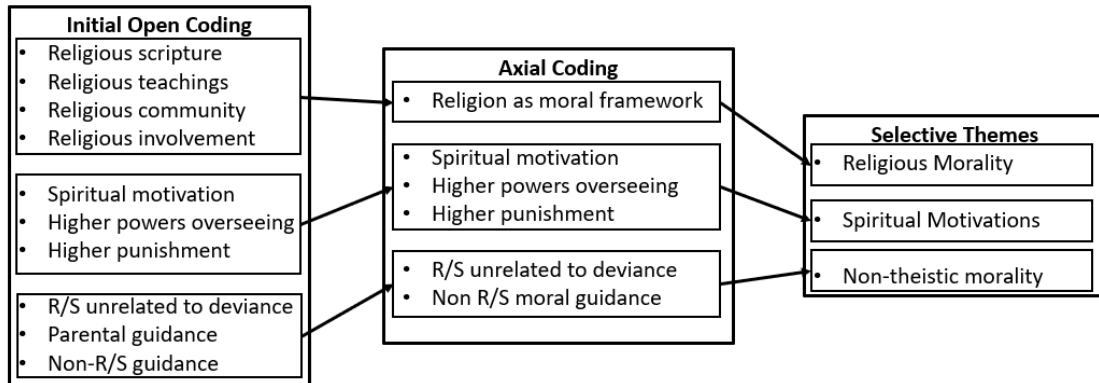 Initial Open Coding
• Religious scripture
• Religious teachings
• Religious community
• Religious involvement
• Spiritual motivation
• Higher powers overseeing
• Higher punishment
• R/S unrelated to deviance
• Parental guidance
• Non-R/S guidance
Axial Coding
• Religion as moral framework
• Spiritual motivation
• Higher powers overseeing
• Higher punishment
• R/S unrelated to deviance
• Non R/S moral guidance
Selective Themes
• Religious Morality
• Spiritual Motivations
• Non-theistic morality